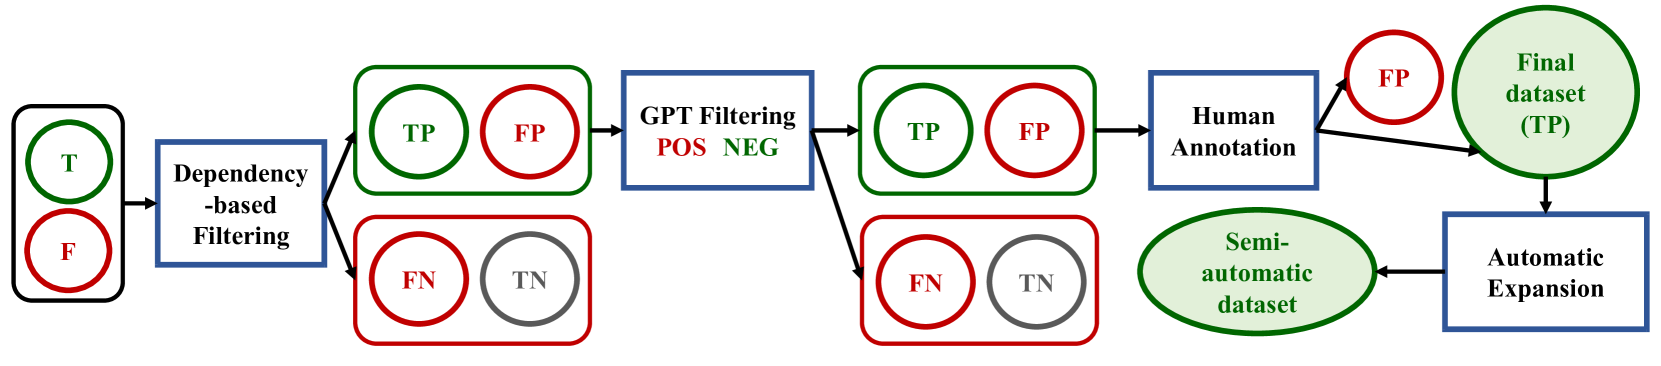 T
F
Dependency
-based
Filtering
TP FP
FN TN
GPT Filtering
POS NEG
TP FP
FN TN
Human
Annotation
FP
Final
dataset
(TP)
Automatic
Expansion
Semi-
automatic
dataset